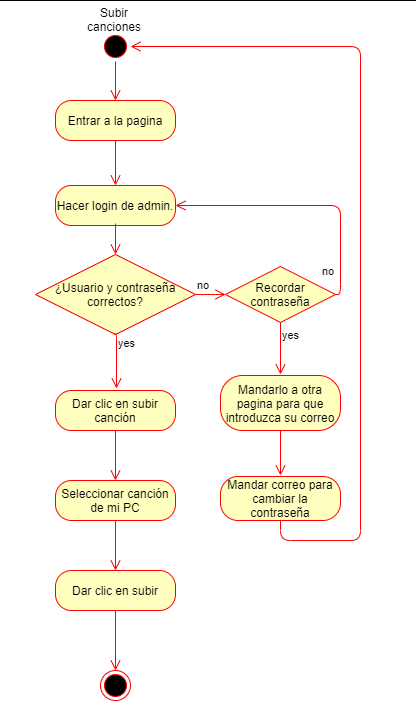 Subir
canciones
Entrar a la pagina
Hacer login de admin.
¿Usuario y contraseña
correctos?
no
Recordar
contraseña
no
yes
yes
Dar clic en subir
canción
Mandarlo a otra
pagina para que
introduzca su correo
Seleccionar canción
de mi PC
Mandar correo para
cambiar la
contraseña
Dar clic en subir